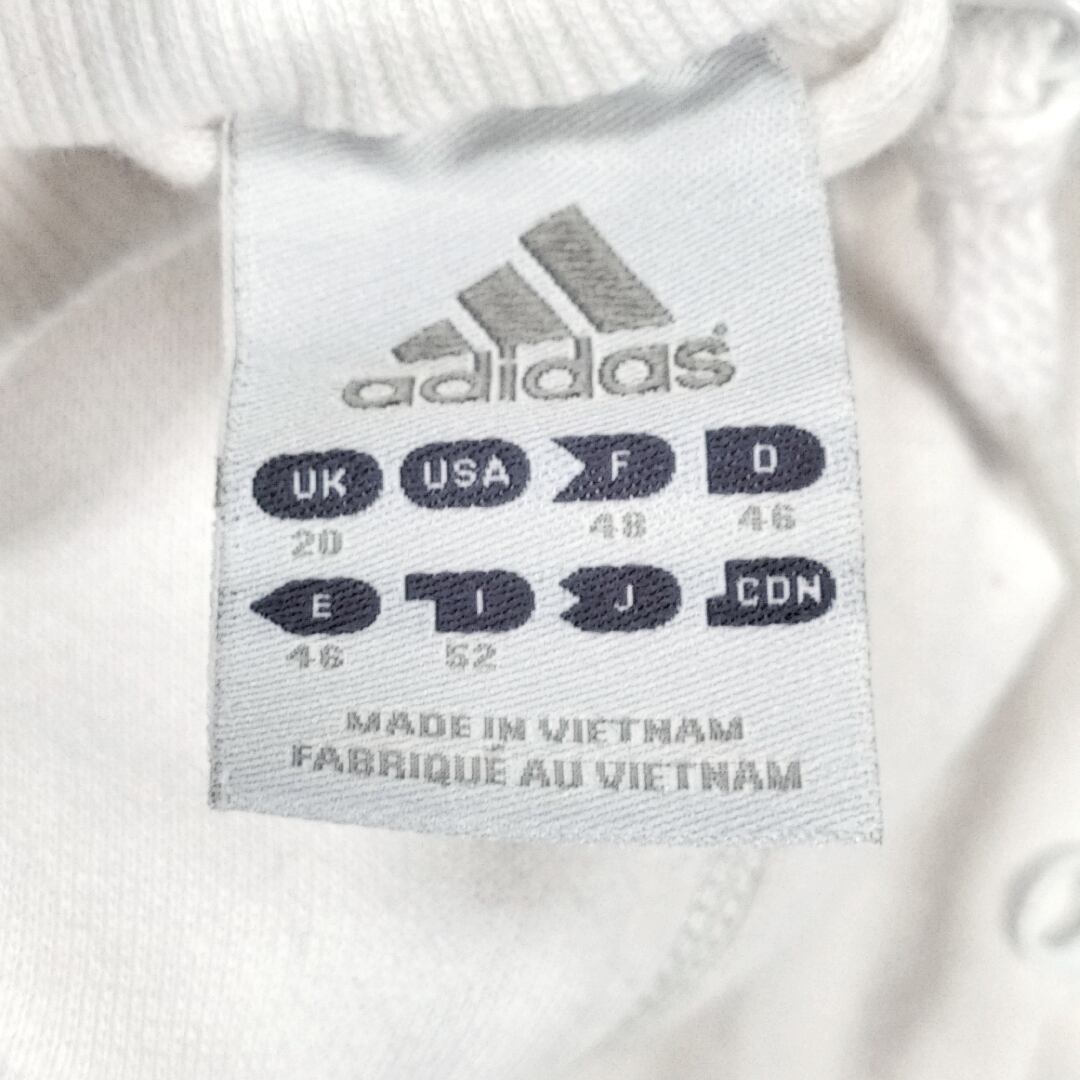 adidas®
UK USA F D
20 48 46
E I J CDN
46 52
MADE IN VIETNAM
FABRIQUÉ AU VIETNAM